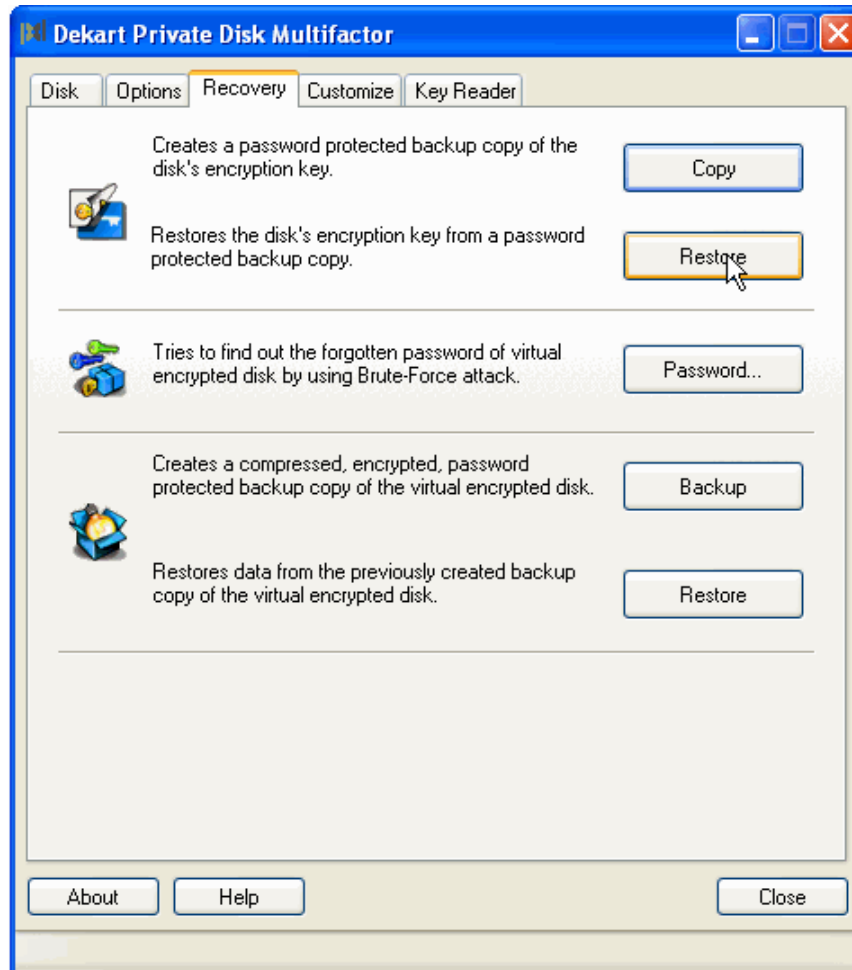 Dekart Private Disk Multifactor
Disk Options Recovery Customize Key Reader
Creates a password protected backup copy of the
disk's encryption key.
Copy
Restores the disk's encryption key from a password
protected backup copy.
Restore
Tries to find out the forgotten password of virtual
encrypted disk by using Brute-Force attack.
Password...
Creates a compressed, encrypted, password
protected backup copy of the virtual encrypted disk.
Backup
Restores data from the previously created backup
copy of the virtual encrypted disk.
Restore
About Help Close